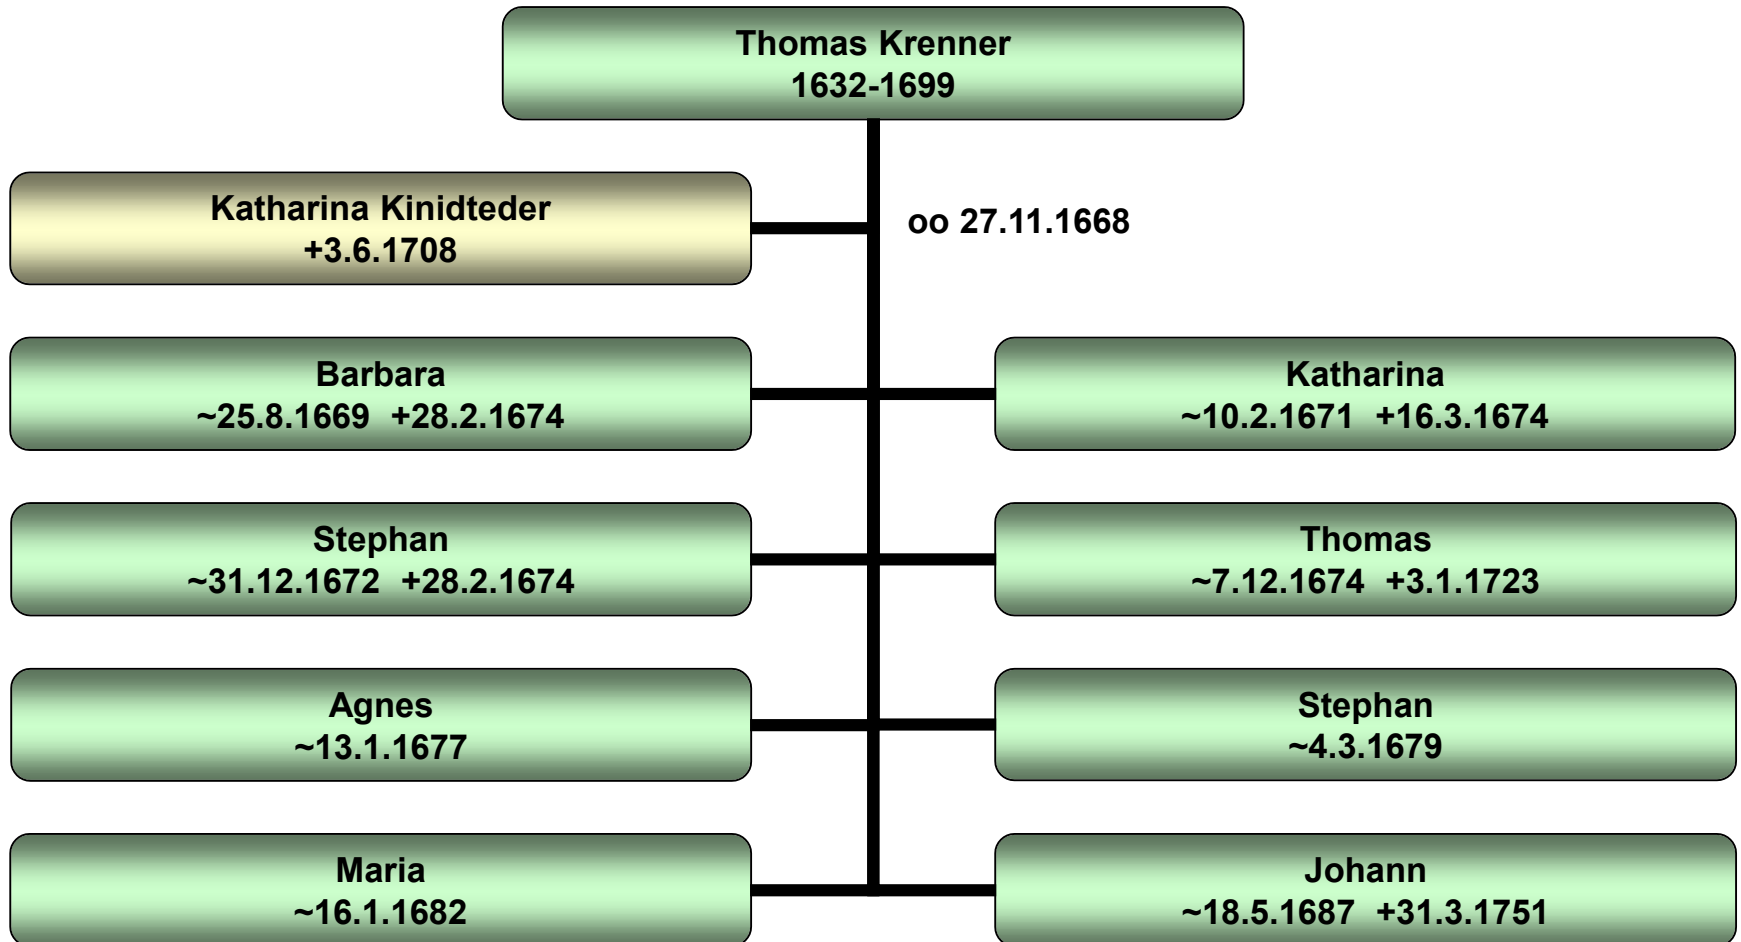 Thomas Krenner
1632-1699
Katharina Kinidteder
+3.6.1708
oo 27.11.1668
Barbara
~25.8.1669 +28.2.1674
Katharina
~10.2.1671 +16.3.1674
Stephan
~31.12.1672 +28.2.1674
Thomas
~7.12.1674 +3.1.1723
Agnes
~13.1.1677
Stephan
~4.3.1679
Maria
~16.1.1682
Johann
~18.5.1687 +31.3.1751